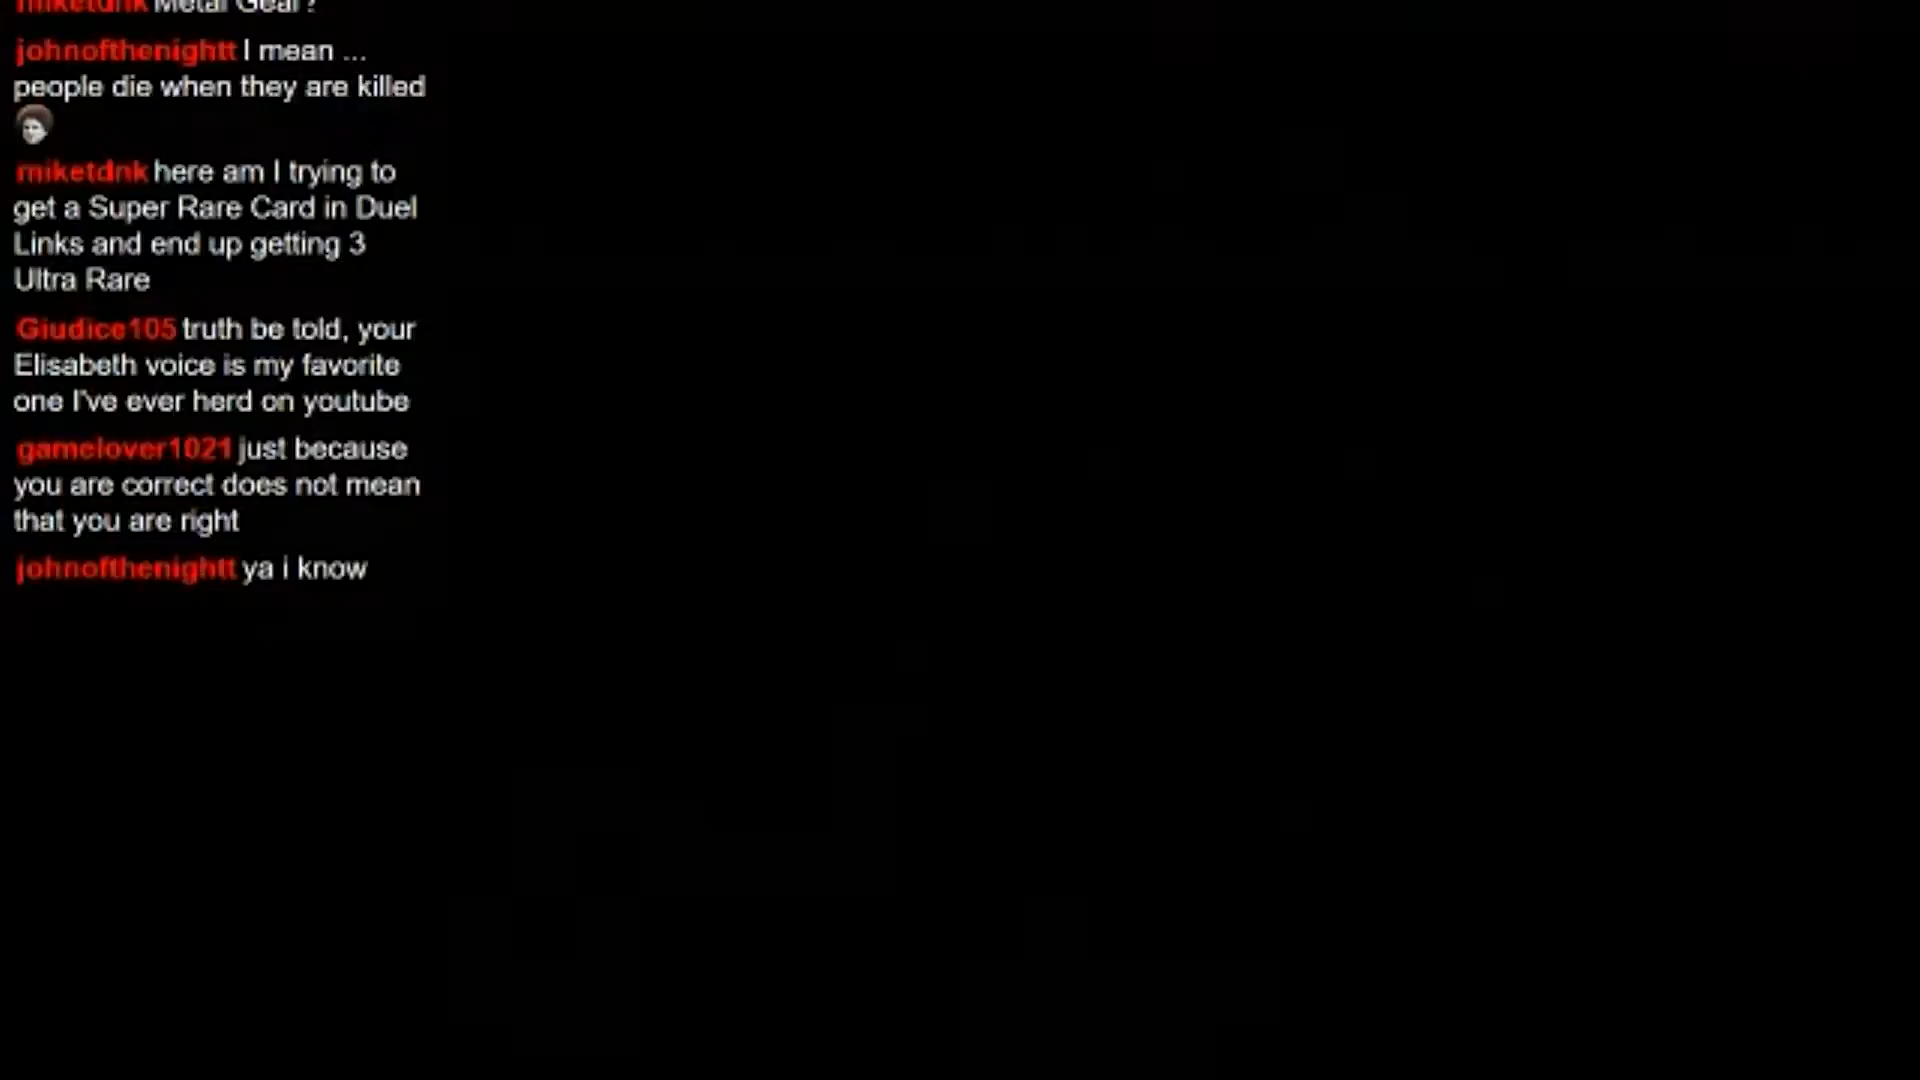 miketdnk Metal Gear?
johnofthenightt I mean ...
people die when they are killed
miketdnk here am I trying to
get a Super Rare Card in Duel
Links and end up getting 3
Ultra Rare
Giudice105 truth be told, your
Elisabeth voice is my favorite
one I've ever herd on youtube
gamelover1021 just because
you are correct does not mean
that you are right
johnofthenightt ya i know